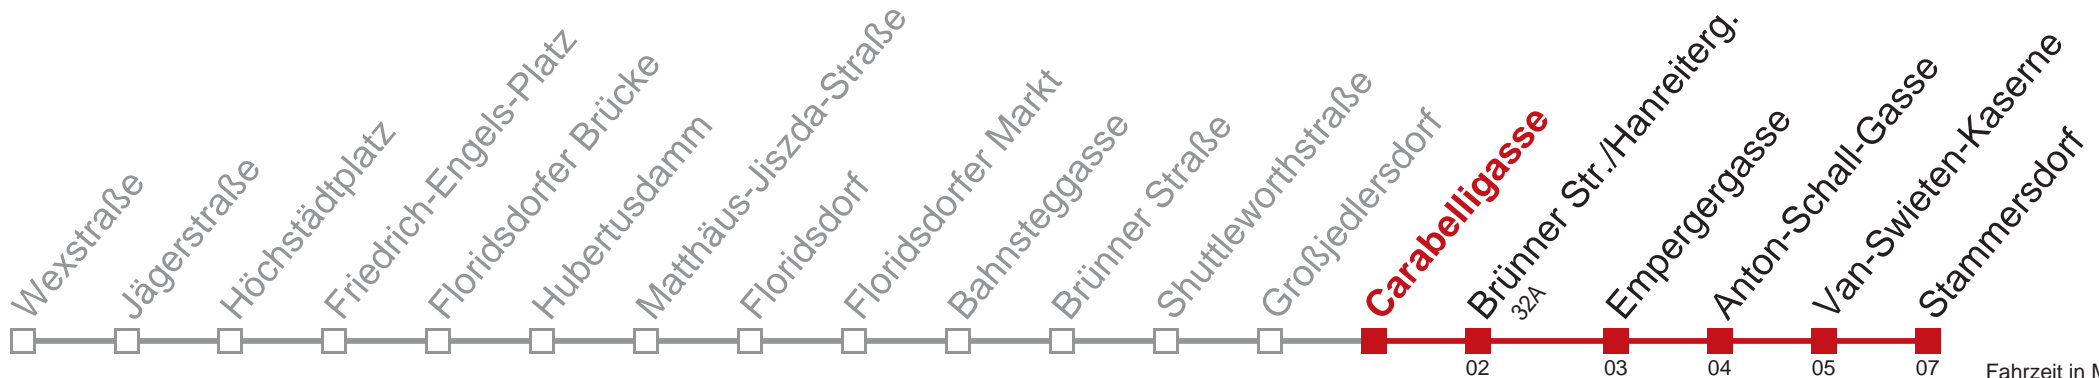 Wexstraße
Jägerstraße
Höchstädtplatz
Friedrich-Engels-Platz
Floridsdorfer Brücke
Hubertusdamm
Matthäus-Jiszda-Straße
Floridsdorf
Floridsdorfer Markt
Bahnsteggasse
Brünner Straße
Shuttleworthstraße
Großjedlersdorf
Carabelligasse
Brünner Str./Hanreiterg.
32A
Empergergasse
Anton-Schall-Gasse
Van-Swieten-Kaserne
Stammersdorf
02
03
04
05
07
Fahrzeit in M